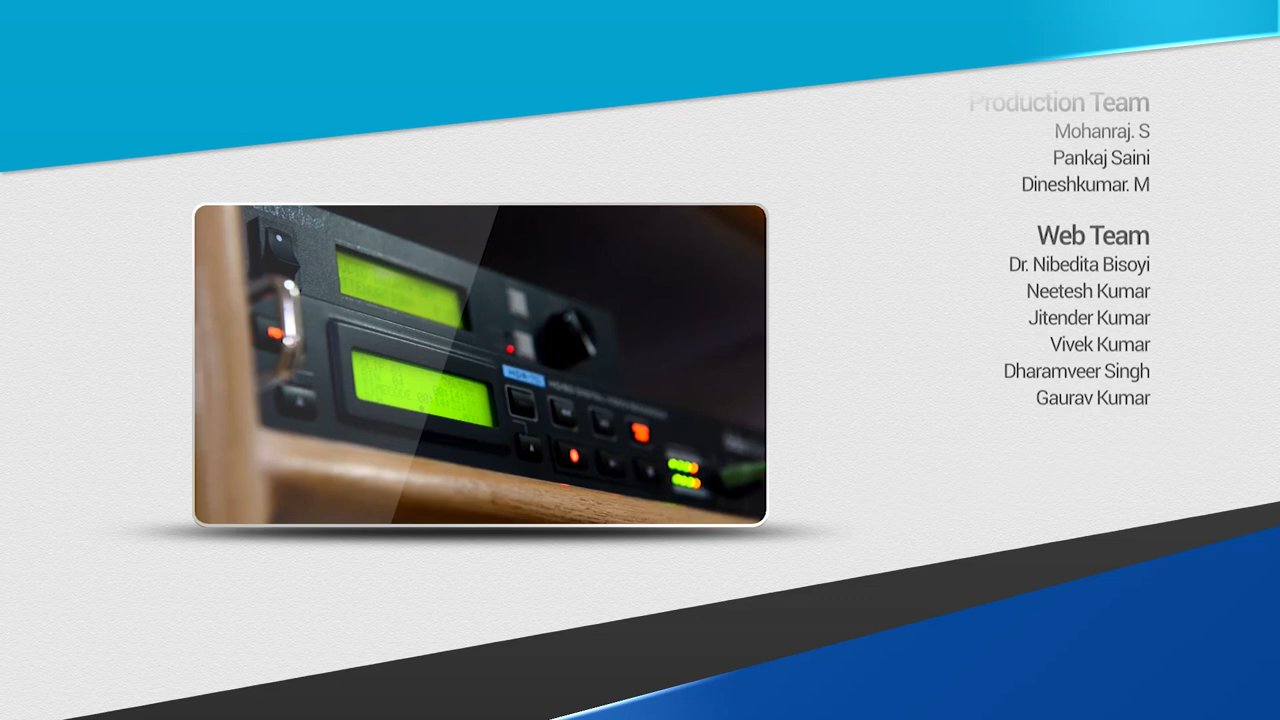 Production Team
Mohanraj. S
Pankaj Saini
Dineshkumar. M
Web Team
Dr. Nibedita Bisoyi
Neetesh Kumar
Jitender Kumar
Vivek Kumar
Dharamveer Singh
Gaurav Kumar